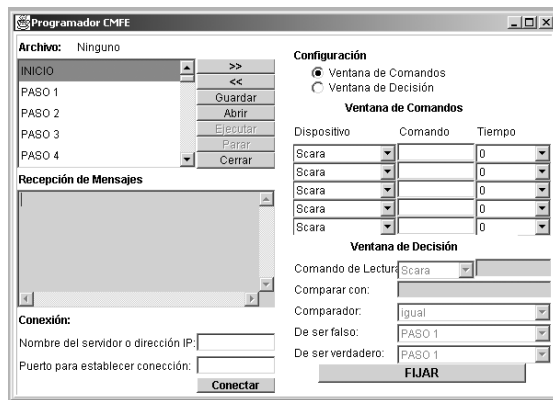 Programador CMFE
Archivo: Ninguno
INICIO
PASO 1
PASO 2
PASO 3
PASO 4
>>
<<
Guardar
Abrir
Ejecutar
Parar
Cerrar
Recepción de Mensajes
Conexión:
Nombre del servidor o dirección IP:
Puerto para establecer conección:
Conectar
Configuración
Ventana de Comandos
Ventana de Decisión
Ventana de Comandos
Dispositivo Comando Tiempo
Scara 0
Scara 0
Scara 0
Scara 0
Scara 0
Ventana de Decisión
Comando de Lectura Scara
Comparar con:
Comparador: igual
De ser falso: PASO 1
De ser verdadero: PASO 1
FIJAR